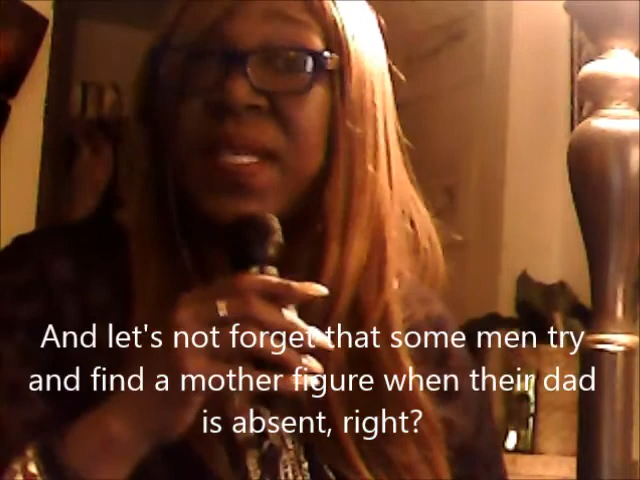 And let's not forget that some men try
and find a mother figure when their dad
is absent, right?